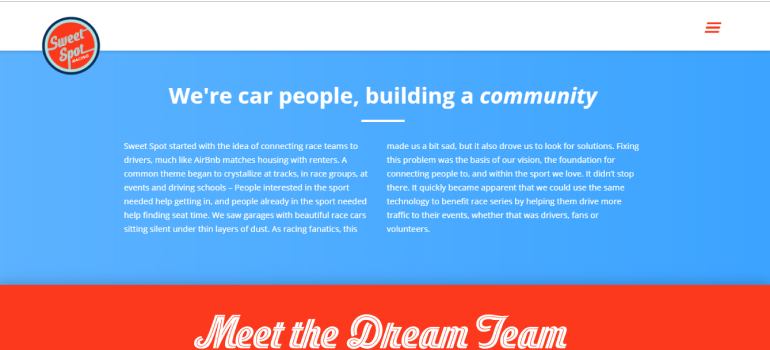 Sweet
Spot
RACING
We're car people, building a community
Sweet Spot started with the idea of connecting race teams to
drivers, much like AirBnb matches housing with renters. A
common theme began to crystallize at tracks, in race groups, at
events and driving schools – People interested in the sport
needed help getting in, and people already in the sport needed
help finding seat time. We saw garages with beautiful race cars
sitting silent under thin layers of dust. As racing fanatics, this
made us a bit sad, but it also drove us to look for solutions. Fixing
this problem was the basis of our vision, the foundation for
connecting people to, and within the sport we love. It didn't stop
there. It quickly became apparent that we could use the same
technology to benefit race series by helping them drive more
traffic to their events, whether that was drivers, fans or
volunteers.
Meet the Dream Team